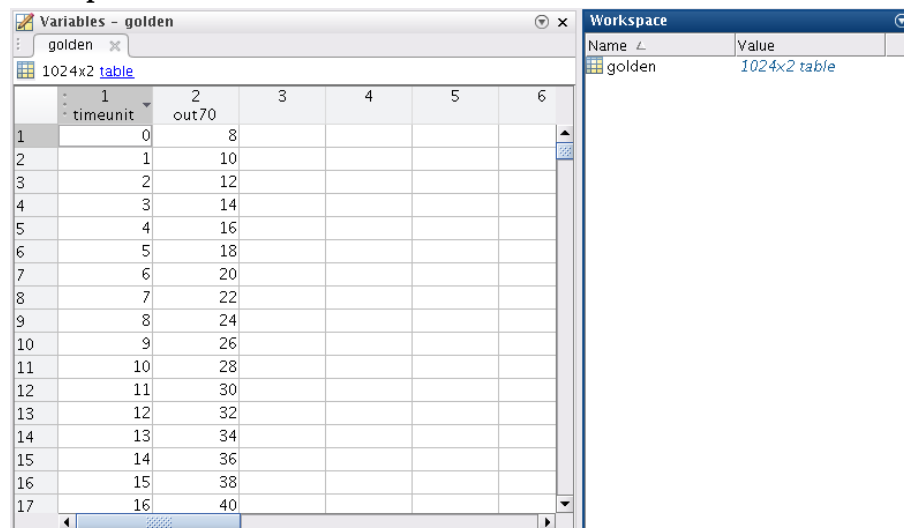 Variables - golden
golden
1024x2 table
1 2 3 4 5 6
timeunit out70
1 0 8
2 1 10
3 2 12
4 3 14
5 4 16
6 5 18
7 6 20
8 7 22
9 8 24
10 9 26
11 10 28
12 11 30
13 12 32
14 13 34
15 14 36
16 15 38
17 16 40
Workspace
Name Value
golden 1024x2 table